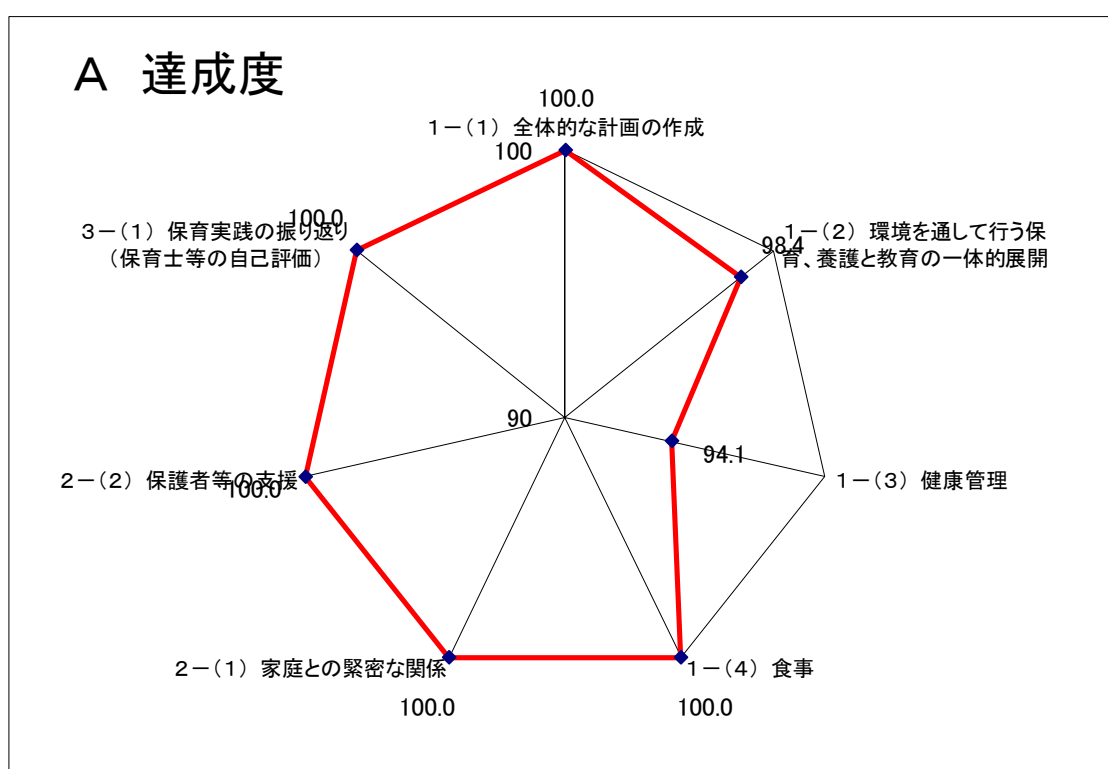 A　達成度
100.0
1－（1）全体的な計画の作成
100
1－（2）環境を通して行う保
育、養護と教育の一体的展開
98.4
3－（1）保育実践の振り返り
（保育士等の自己評価）
100.0
90
94.1
1－（3）健康管理
2－（2）保護者等の支援
100.0
2－（1）家庭との緊密な関係
100.0
1－（4）食事
100.0